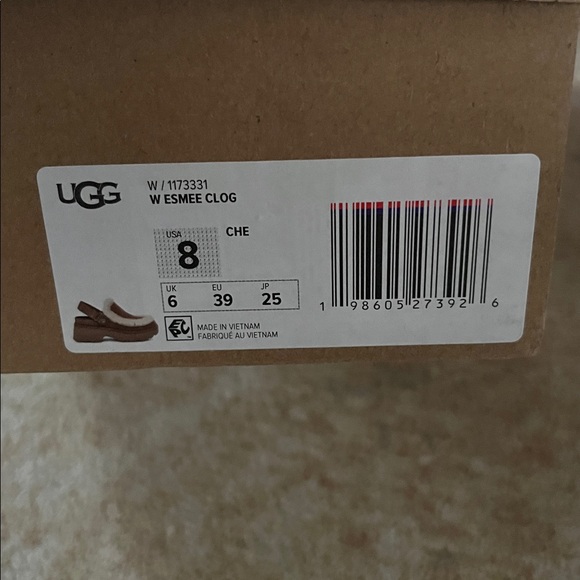 UGG
W / 1173331
W ESMEE CLOG
USA
8
CHE
UK EU JP
6 39 25
EPC
MADE IN VIETNAM
FABRIQUÉ AU VIETNAM
1 98605 27392 6